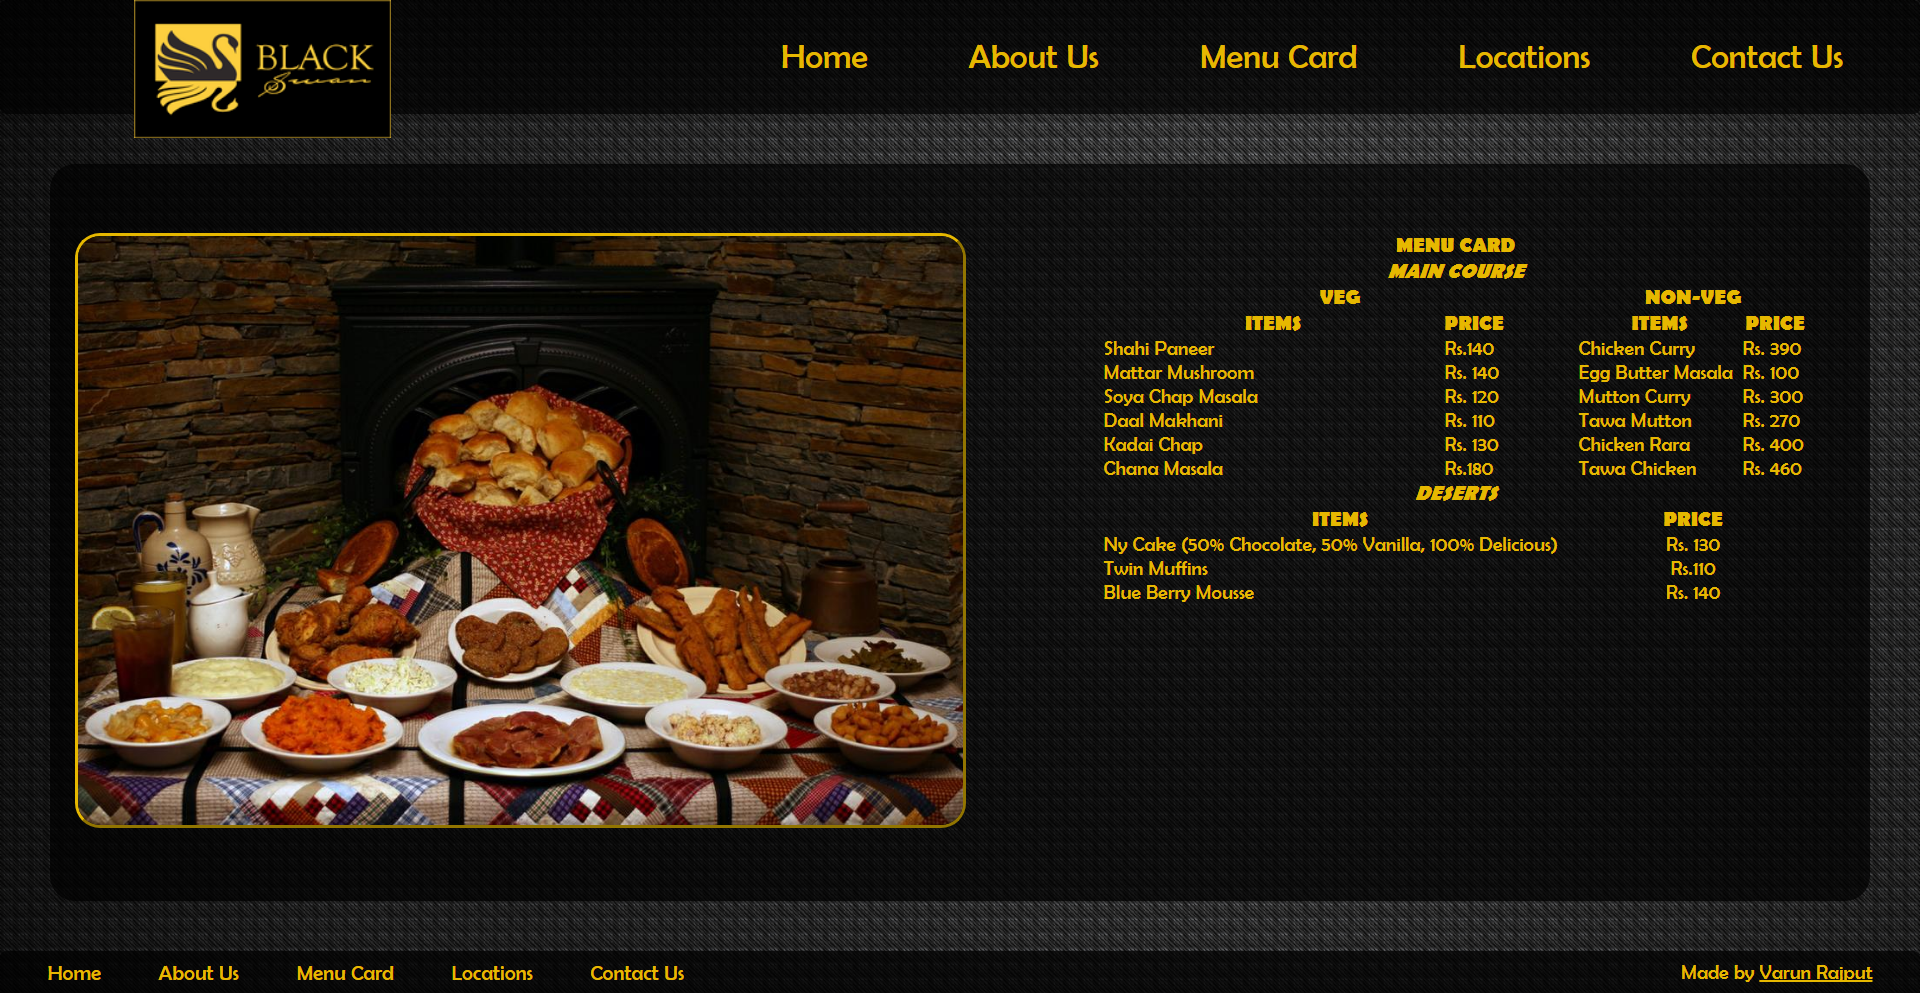 BLACK
Swan
Home About Us Menu Card Locations Contact Us
MENU CARD
MAIN COURSE
VEG NON-VEG
ITEMS PRICE ITEMS PRICE
Shahi Paneer Rs.140 Chicken Curry Rs. 390
Mattar Mushroom Rs. 140 Egg Butter Masala Rs. 100
Soya Chap Masala Rs. 120 Mutton Curry Rs. 300
Daal Makhani Rs. 110 Tawa Mutton Rs. 270
Kadai Chap Rs. 130 Chicken Rara Rs. 400
Chana Masala Rs.180 Tawa Chicken Rs. 460
DESERTS
ITEMS PRICE
Ny Cake (50% Chocolate, 50% Vanilla, 100% Delicious) Rs. 130
Twin Muffins Rs.110
Blue Berry Mousse Rs. 140
Home About Us Menu Card Locations Contact Us Made by Varun Rajput